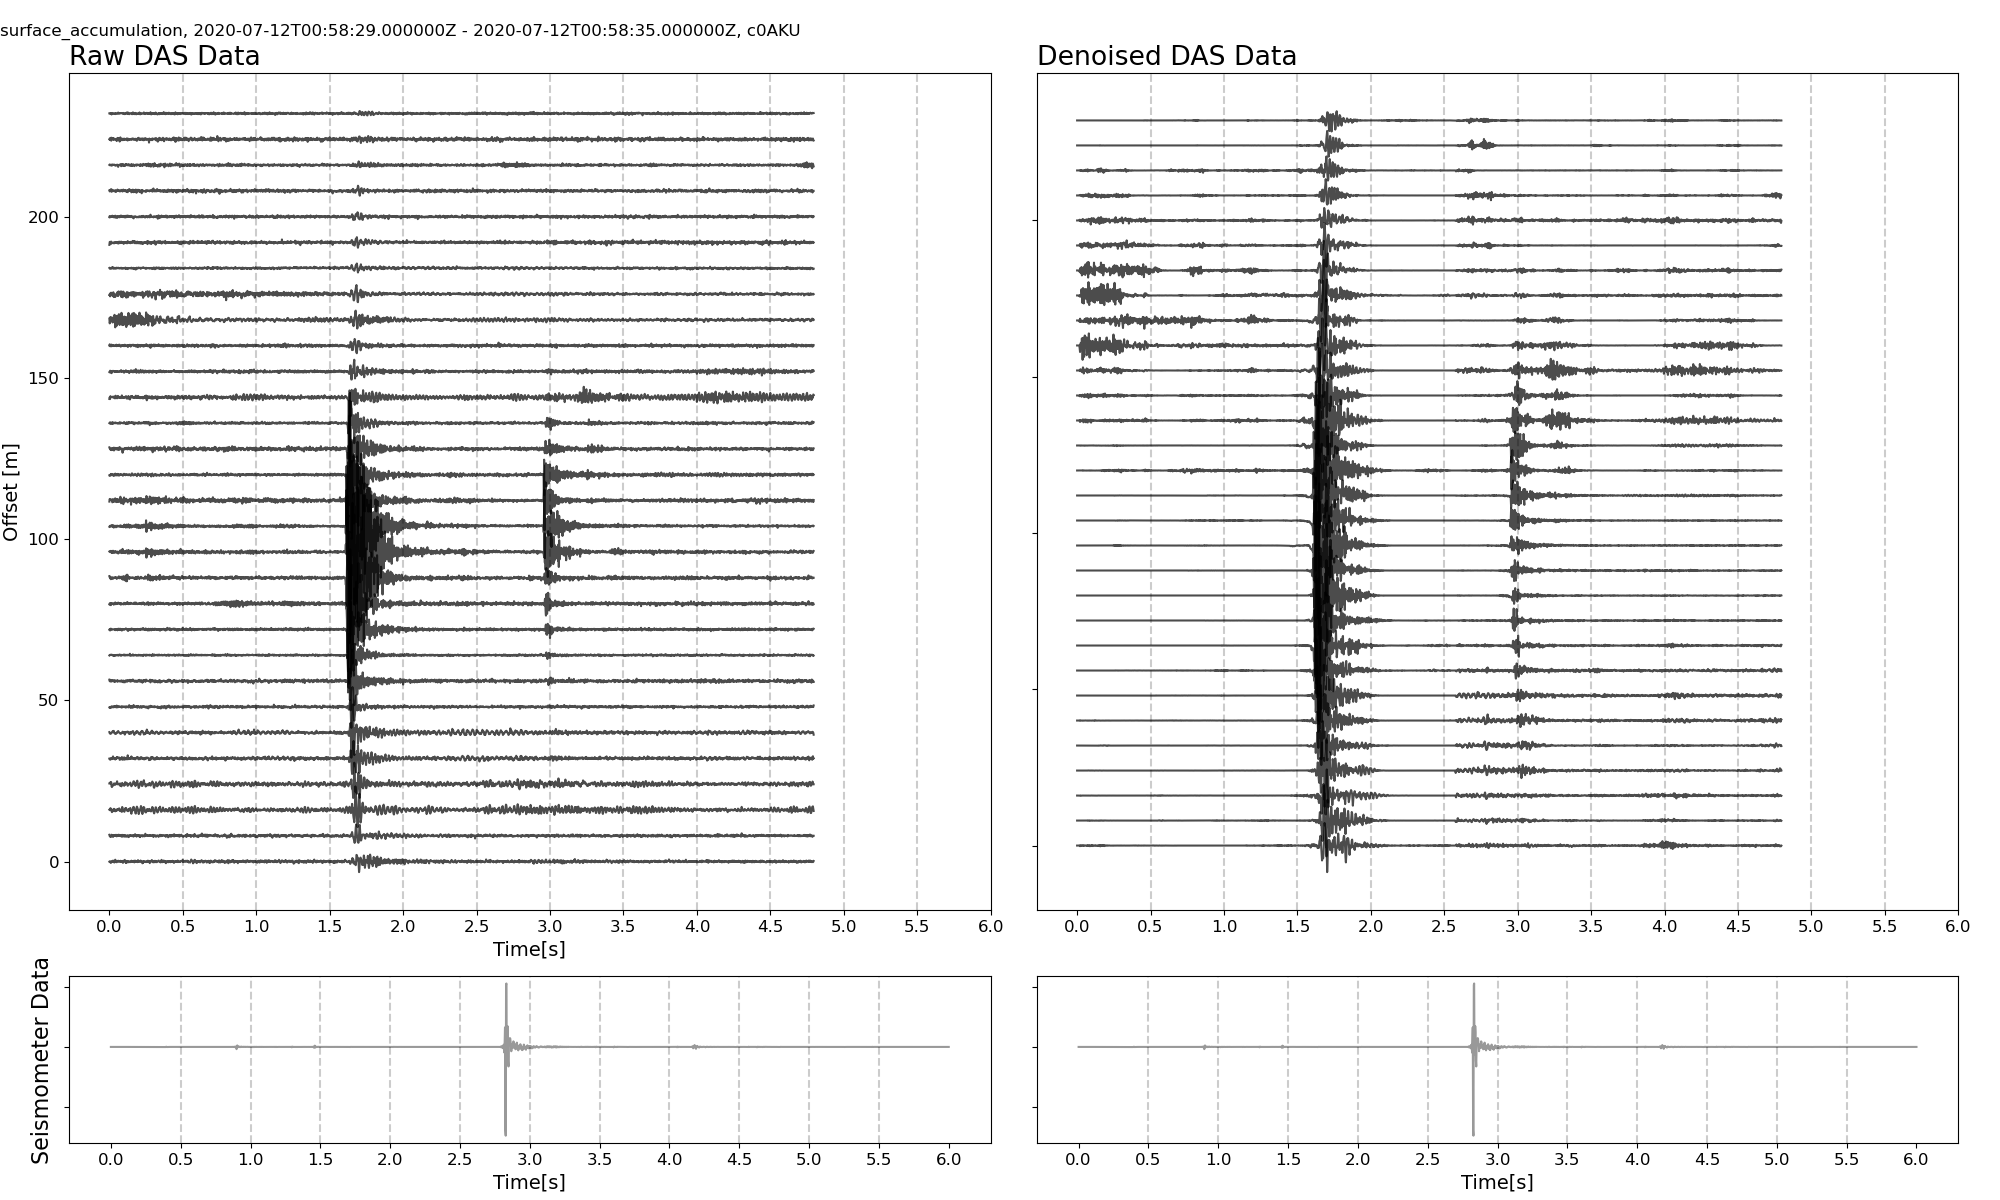 surface_accumulation, 2020-07-12T00:58:29.000000Z - 2020-07-12T00:58:35.000000Z, c0AKU
Raw DAS Data
Denoised DAS Data
Offset [m]
200
150
100
50
0
0.0 0.5 1.0 1.5 2.0 2.5 3.0 3.5 4.0 4.5 5.0 5.5 6.0
Time[s]
0.0 0.5 1.0 1.5 2.0 2.5 3.0 3.5 4.0 4.5 5.0 5.5 6.0
Seismometer Data
0.0 0.5 1.0 1.5 2.0 2.5 3.0 3.5 4.0 4.5 5.0 5.5 6.0
Time[s]
0.0 0.5 1.0 1.5 2.0 2.5 3.0 3.5 4.0 4.5 5.0 5.5 6.0
Time[s]